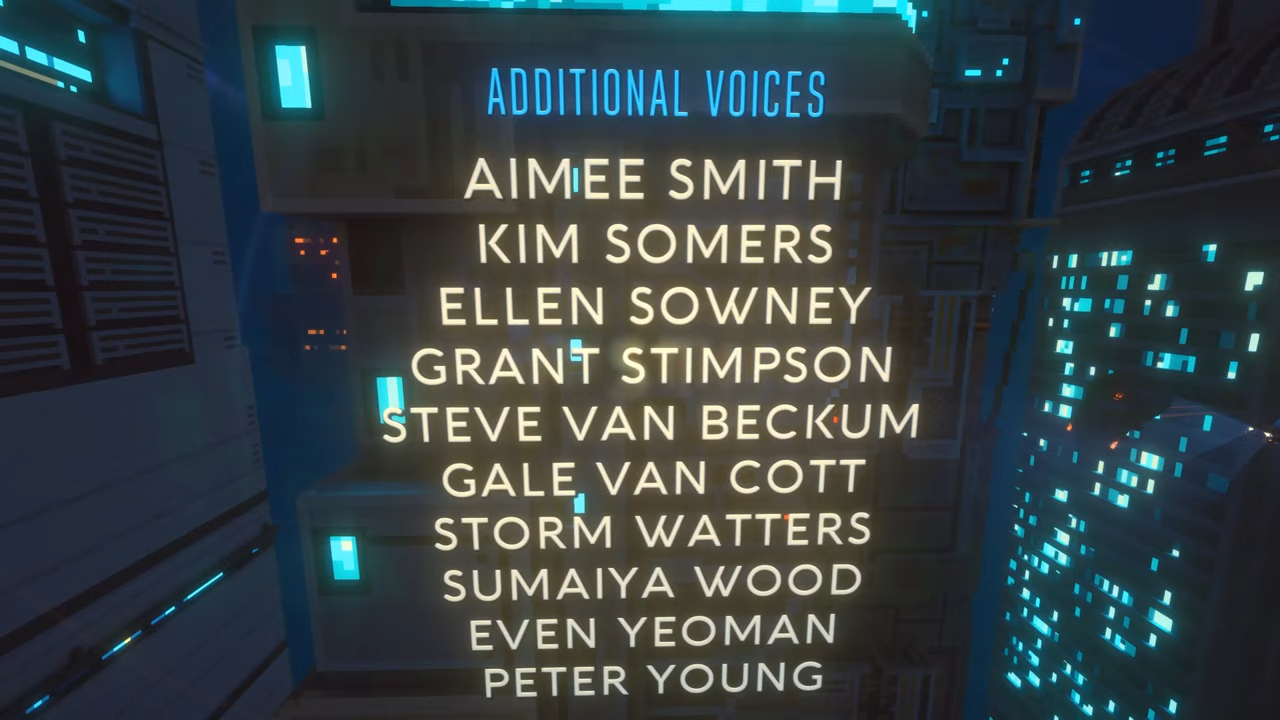 ADDITIONAL VOICES
AIMEE SMITH
KIM SOMERS
ELLEN SOWNEY
GRANT STIMPSON
STEVE VAN BECKUM
GALE VAN COTT
STORM WATTERS
SUMAIYA WOOD
EVEN YEOMAN
PETER YOUNG